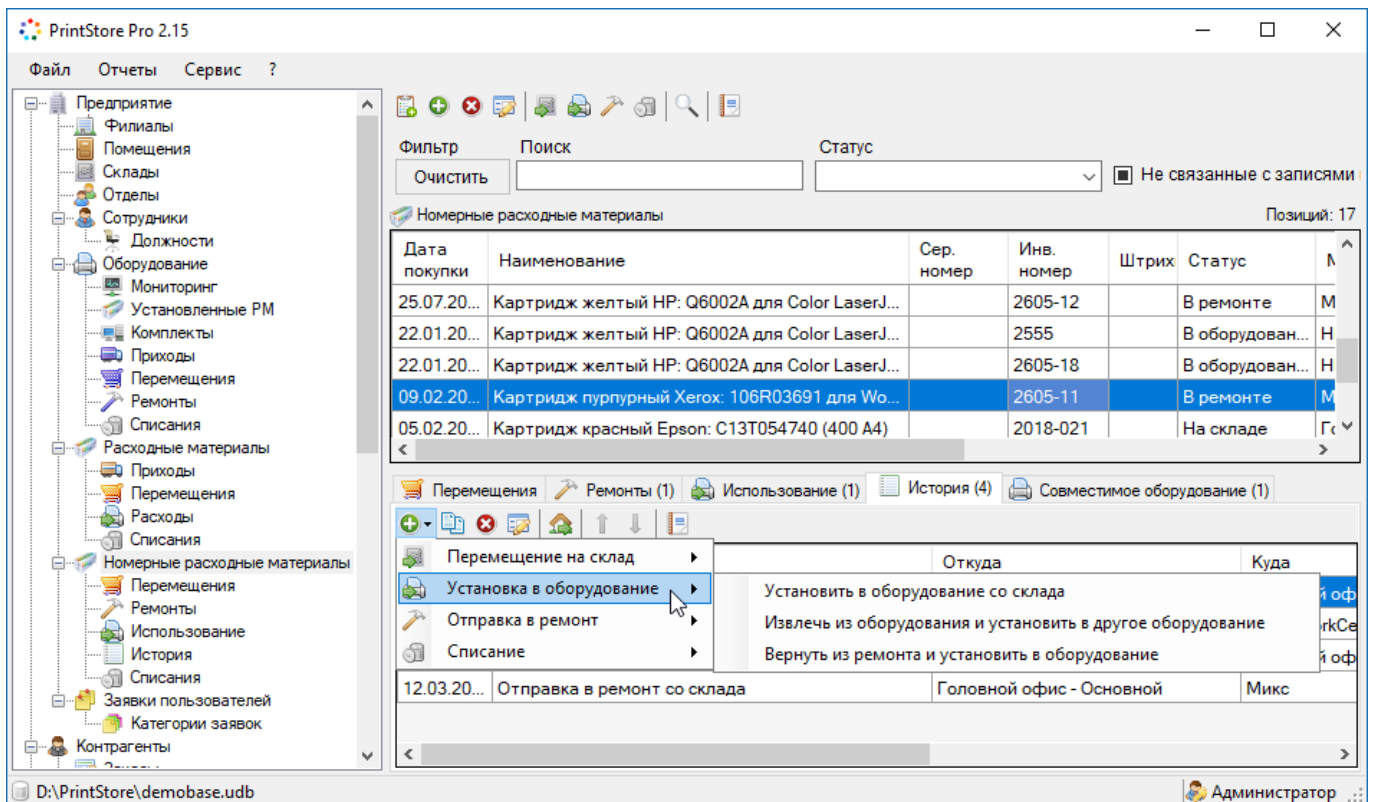 PrintStore Pro 2.15
Файл Отчеты Сервис ?
Предприятие
Филиалы
Помещения
Склады
Отделы
Сотрудники
Должности
Оборудование
Мониторинг
Установленные РМ
Комплекты
Приходы
Перемещения
Ремонты
Списания
Расходные материалы
Приходы
Перемещения
Расходы
Списания
Номерные расходные материалы
Перемещения
Ремонты
Использование
История
Списания
Заявки пользователей
Категории заявок
Контрагенты
Фильтр Поиск Статус
Очистить Не связанные с записями
Номерные расходные материалы Позиций: 17
Дата покупки Наименование Сер. номер Инв. номер Штрих Статус
25.07.20... Картридж желтый HP: Q6002A для Color LaserJ... 2605-12 В ремонте М
22.01.20... Картридж желтый HP: Q6002A для Color LaserJ... 2555 В оборудован... Н
22.01.20... Картридж желтый HP: Q6002A для Color LaserJ... 2605-18 В оборудован... Н
09.02.20... Картридж пурпурный Xerox: 106R03691 для Wo... 2605-11 В ремонте М
05.02.20... Картридж красный Epson: C13T054740 (400 A4) 2018-021 На складе Го
Перемещения Ремонты (1) Использование (1) История (4) Совместимое оборудование (1)
Откуда Куда
Перемещение на склад
Установка в оборудование
Отправка в ремонт
Списание
Установить в оборудование со склада
Извлечь из оборудования и установить в другое оборудование
Вернуть из ремонта и установить в оборудование
й оф
rkCe
й оф
12.03.20... Отправка в ремонт со склада Головной офис - Основной Микс
D:\PrintStore\demobase.udb Администратор